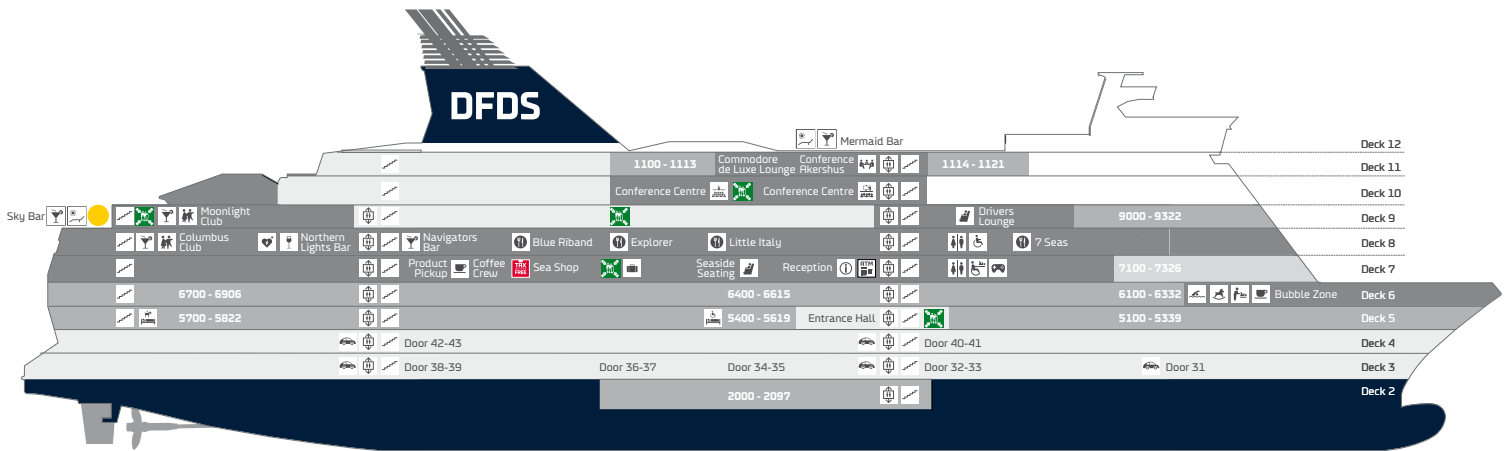 DFDS
Mermaid Bar
Deck 12
1100 - 1113
Commodore
de Luxe Lounge
Conference
Akershus
1114 - 1121
Deck 11
Conference Centre
Conference Centre
Deck 10
Sky Bar
Moonlight
Club
Drivers
Lounge
9000 - 9322
Deck 9
Columbus
Club
Northern
Lights Bar
Navigators
Bar
Blue Riband
Explorer
Little Italy
7 Seas
Deck 8
Product
Pickup
Coffee
Crew
TAX
FREE
Sea Shop
Seaside
Seating
Reception
ATM
7100 - 7326
Deck 7
6700 - 6906
6400 - 6615
6100 - 6332
Bubble Zone
Deck 6
5700 - 5822
5400 - 5619
Entrance Hall
5100 - 5339
Deck 5
Door 42-43
Door 40-41
Deck 4
Door 38-39
Door 36-37
Door 34-35
Door 32-33
Door 31
Deck 3
2000 - 2097
Deck 2